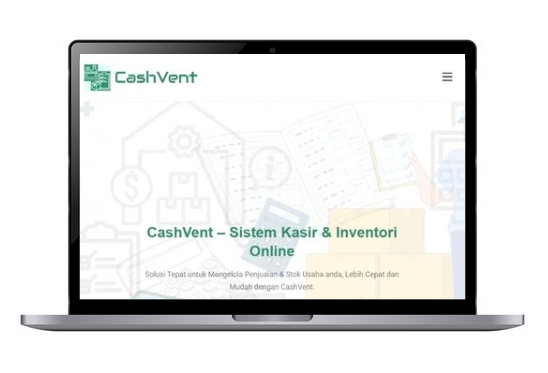 CashVent
CashVent – Sistem Kasir & Inventori
Online
Solusi Tepat untuk Mengelola Penjualan & Stok Usaha anda, Lebih Cepat dan
Mudah dengan CashVent.